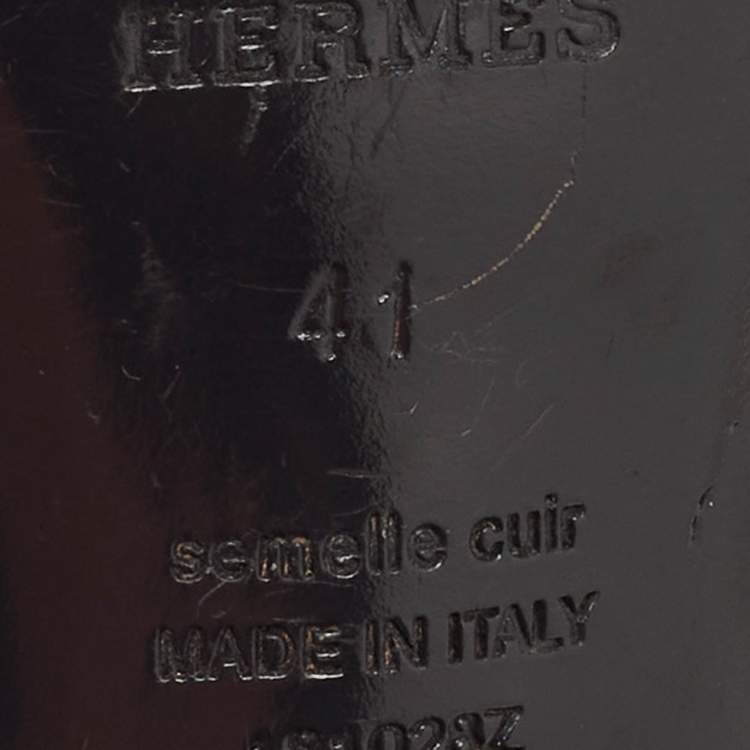 HERMES
41
semelle cuir
MADE IN ITALY